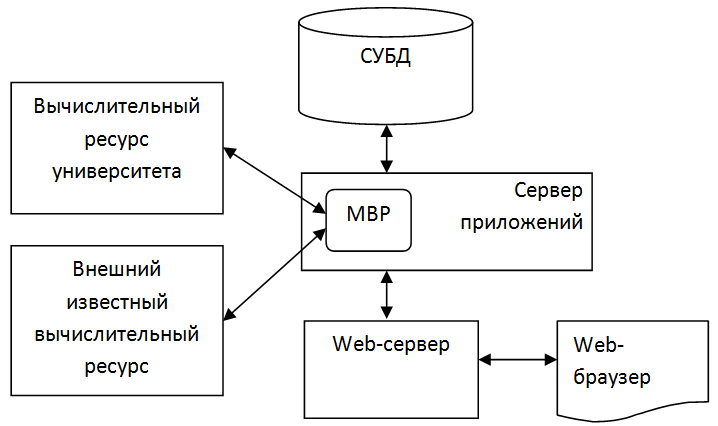 СУБД
Вычислительный
ресурс
университета
МВР
Сервер
приложений
Внешний
известный
вычислительный
ресурс
Web-сервер
Web-
браузер